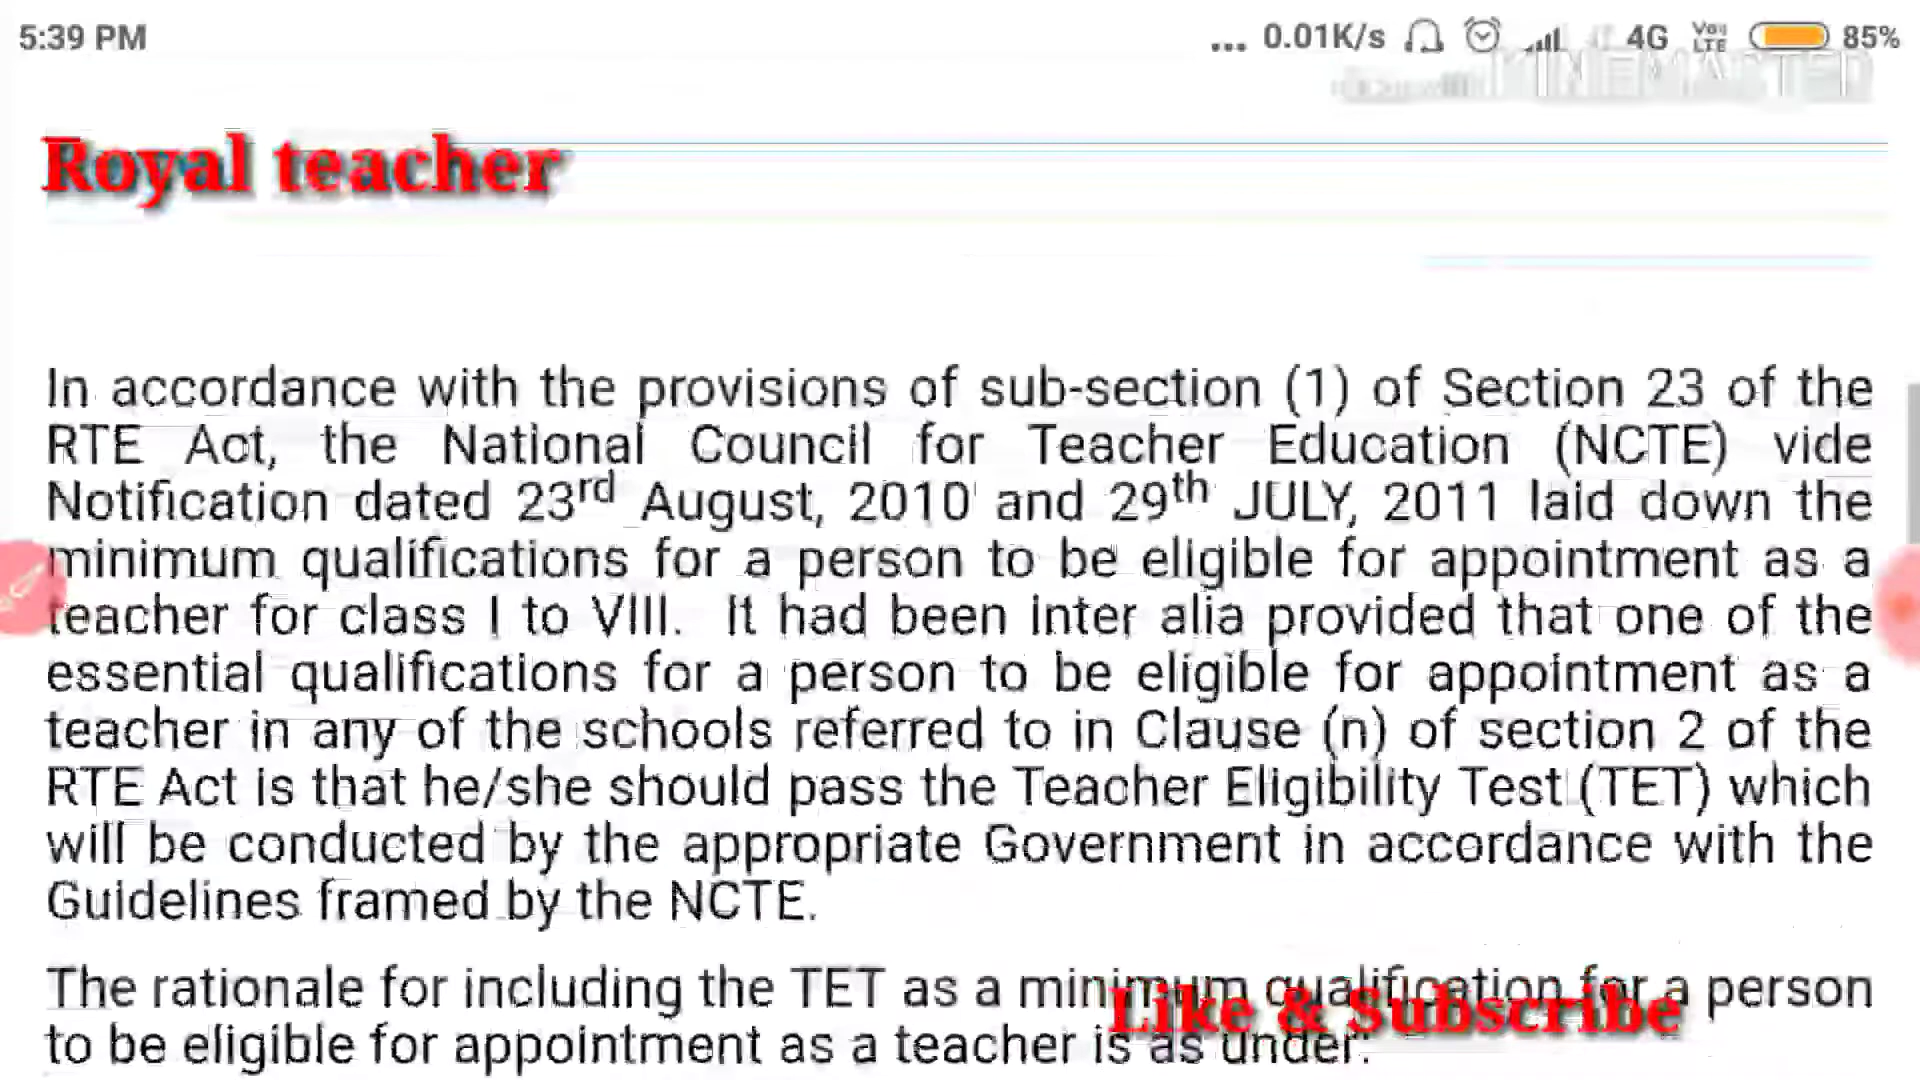 5:39 PM
... 0.01K/s 4G Vo LTE 85%
KINEMASTER
Royal teacher
In accordance with the provisions of sub-section (1) of Section 23 of the
RTE Act, the National Council for Teacher Education (NCTE) vide
Notification dated 23rd August, 2010 and 29th JULY, 2011 laid down the
minimum qualifications for a person to be eligible for appointment as a
teacher for class I to VIII. It had been inter alia provided that one of the
essential qualifications for a person to be eligible for appointment as a
teacher in any of the schools referred to in Clause (n) of section 2 of the
RTE Act is that he/she should pass the Teacher Eligibility Test (TET) which
will be conducted by the appropriate Government in accordance with the
Guidelines framed by the NCTE.
The rationale for including the TET as a minimum qualification for a person
to be eligible for appointment as a teacher is as under:
Like & Subscribe